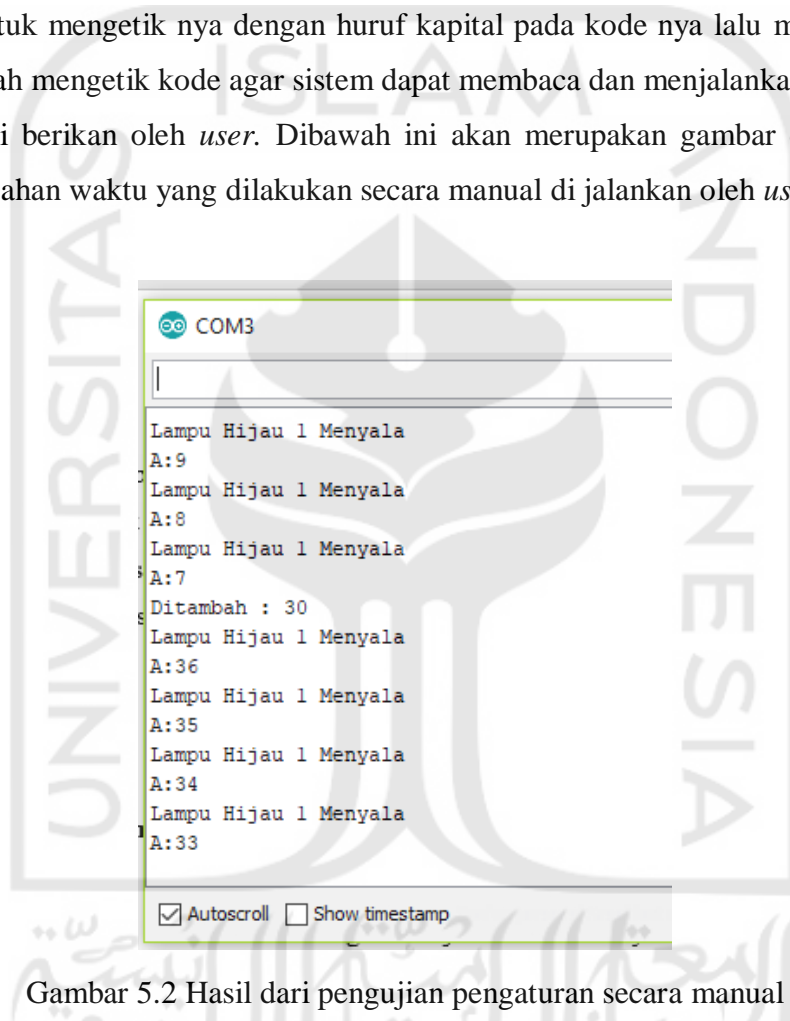 tuk mengetik nya dengan huruf kapital pada kode nya lalu
ah mengetik kode agar sistem dapat membaca dan menjalanka
i berikan oleh user. Dibawah ini akan merupakan gambar
ahan waktu yang dilakukan secara manual di jalankan oleh us
ISLAM
UNIVERSITAS
INDONESIA
COM3
Lampu Hijau 1 Menyala
A:9
Lampu Hijau 1 Menyala
A:8
Lampu Hijau 1 Menyala
A:7
Ditambah : 30
Lampu Hijau 1 Menyala
A:36
Lampu Hijau 1 Menyala
A:35
Lampu Hijau 1 Menyala
A:34
Lampu Hijau 1 Menyala
A:33
Autoscroll Show timestamp
Gambar 5.2 Hasil dari pengujian pengaturan secara manual